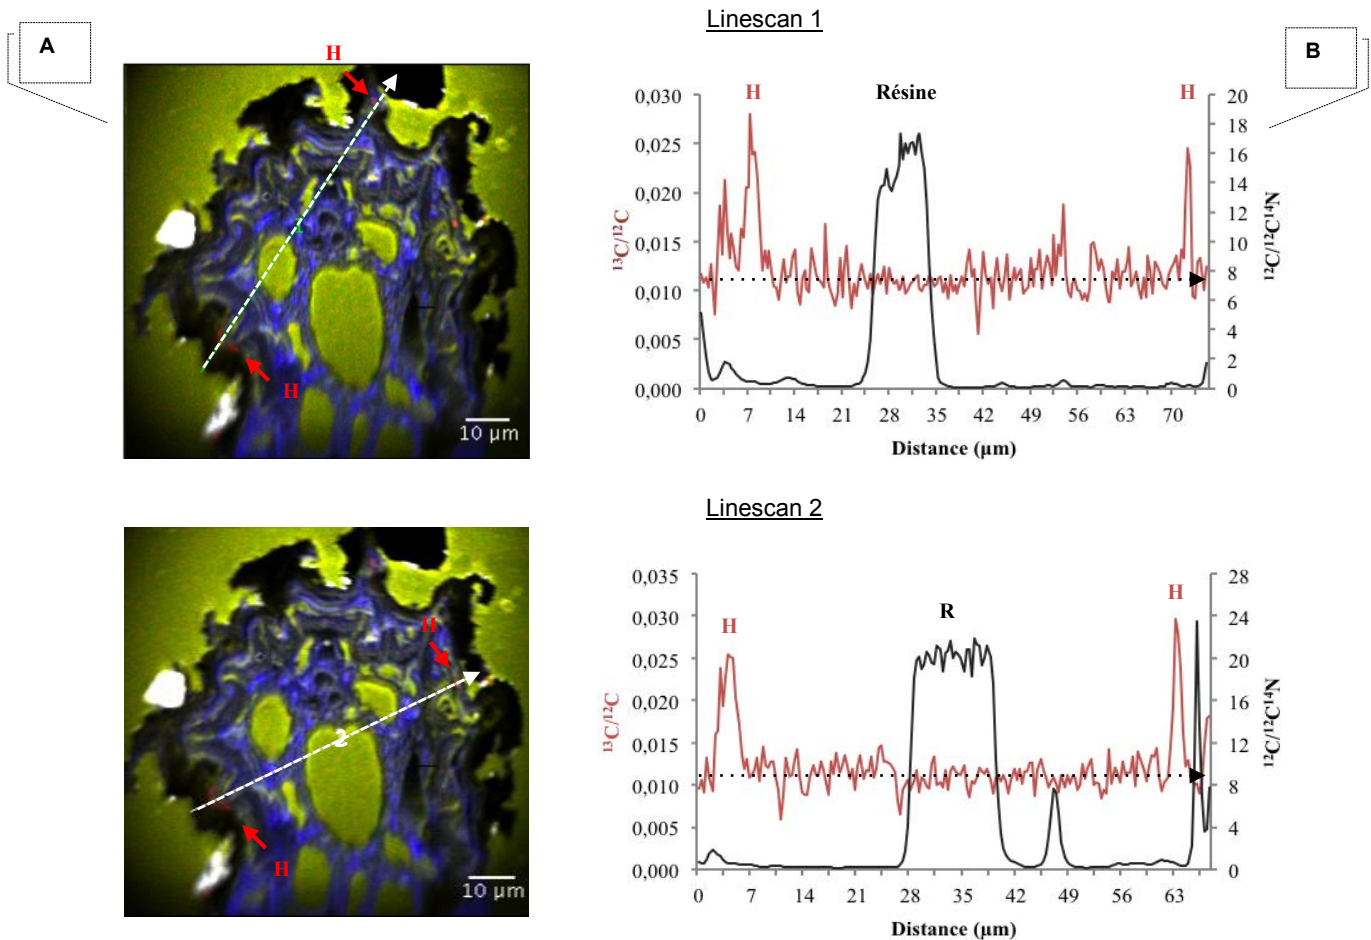 Linescan 1
A
B
H
H
1
10 µm
H
Résine
H
0,030
0,025
0,020
0,015
0,010
0,005
0,000
¹³C/¹²C
20
18
16
14
12
10
8
6
4
2
0
¹²C/¹²C¹⁴N
0 7 14 21 28 35 42 49 56 63 70
Distance (µm)
Linescan 2
H
2
H
10 µm
H
R
H
0,035
0,030
0,025
0,020
0,015
0,010
0,005
0,000
¹³C/¹²C
28
24
20
16
12
8
4
0
¹²C/¹²C¹⁴N
0 7 14 21 28 35 42 49 56 63
Distance (µm)